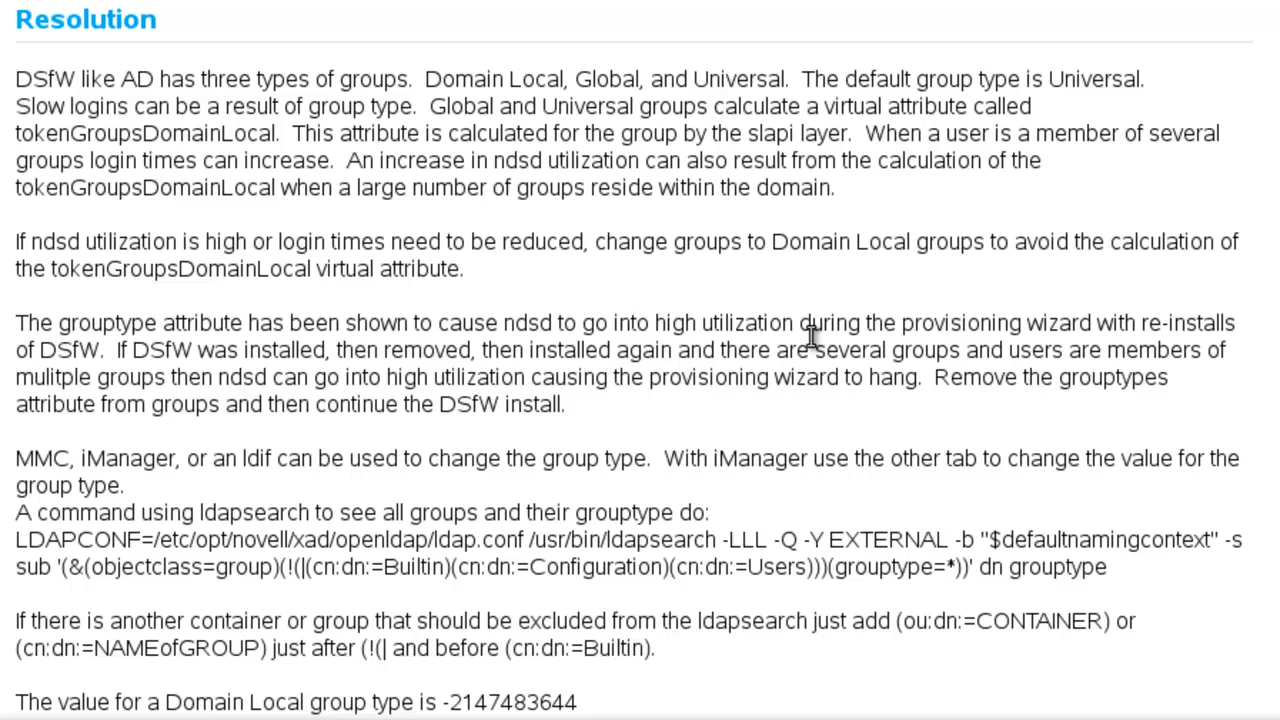 Resolution
DSfW like AD has three types of groups.  Domain Local, Global, and Universal.  The default group type is Universal.
Slow logins can be a result of group type.  Global and Universal groups calculate a virtual attribute called
tokenGroupsDomainLocal.  This attribute is calculated for the group by the slapi layer.  When a user is a member of several
groups login times can increase.  An increase in ndsd utilization can also result from the calculation of the
tokenGroupsDomainLocal when a large number of groups reside within the domain.
If ndsd utilization is high or login times need to be reduced, change groups to Domain Local groups to avoid the calculation of
the tokenGroupsDomainLocal virtual attribute.
The grouptype attribute has been shown to cause ndsd to go into high utilization during the provisioning wizard with re-installs
of DSfW.  If DSfW was installed, then removed, then installed again and there are several groups and users are members of
mulitple groups then ndsd can go into high utilization causing the provisioning wizard to hang.  Remove the grouptypes
attribute from groups and then continue the DSfW install.
MMC, iManager, or an ldif can be used to change the group type.  With iManager use the other tab to change the value for the
group type.
A command using ldapsearch to see all groups and their grouptype do:
LDAPCONF=/etc/opt/novell/xad/openldap/ldap.conf /usr/bin/ldapsearch -LLL -Q -Y EXTERNAL -b "$defaultnamingcontext" -s
sub '(&(objectclass=group)(!(|(cn:dn:=Builtin)(cn:dn:=Configuration)(cn:dn:=Users)))(grouptype=*))' dn grouptype
If there is another container or group that should be excluded from the ldapsearch just add (ou:dn:=CONTAINER) or
(cn:dn:=NAMEofGROUP) just after (!(| and before (cn:dn:=Builtin).
The value for a Domain Local group type is -2147483644